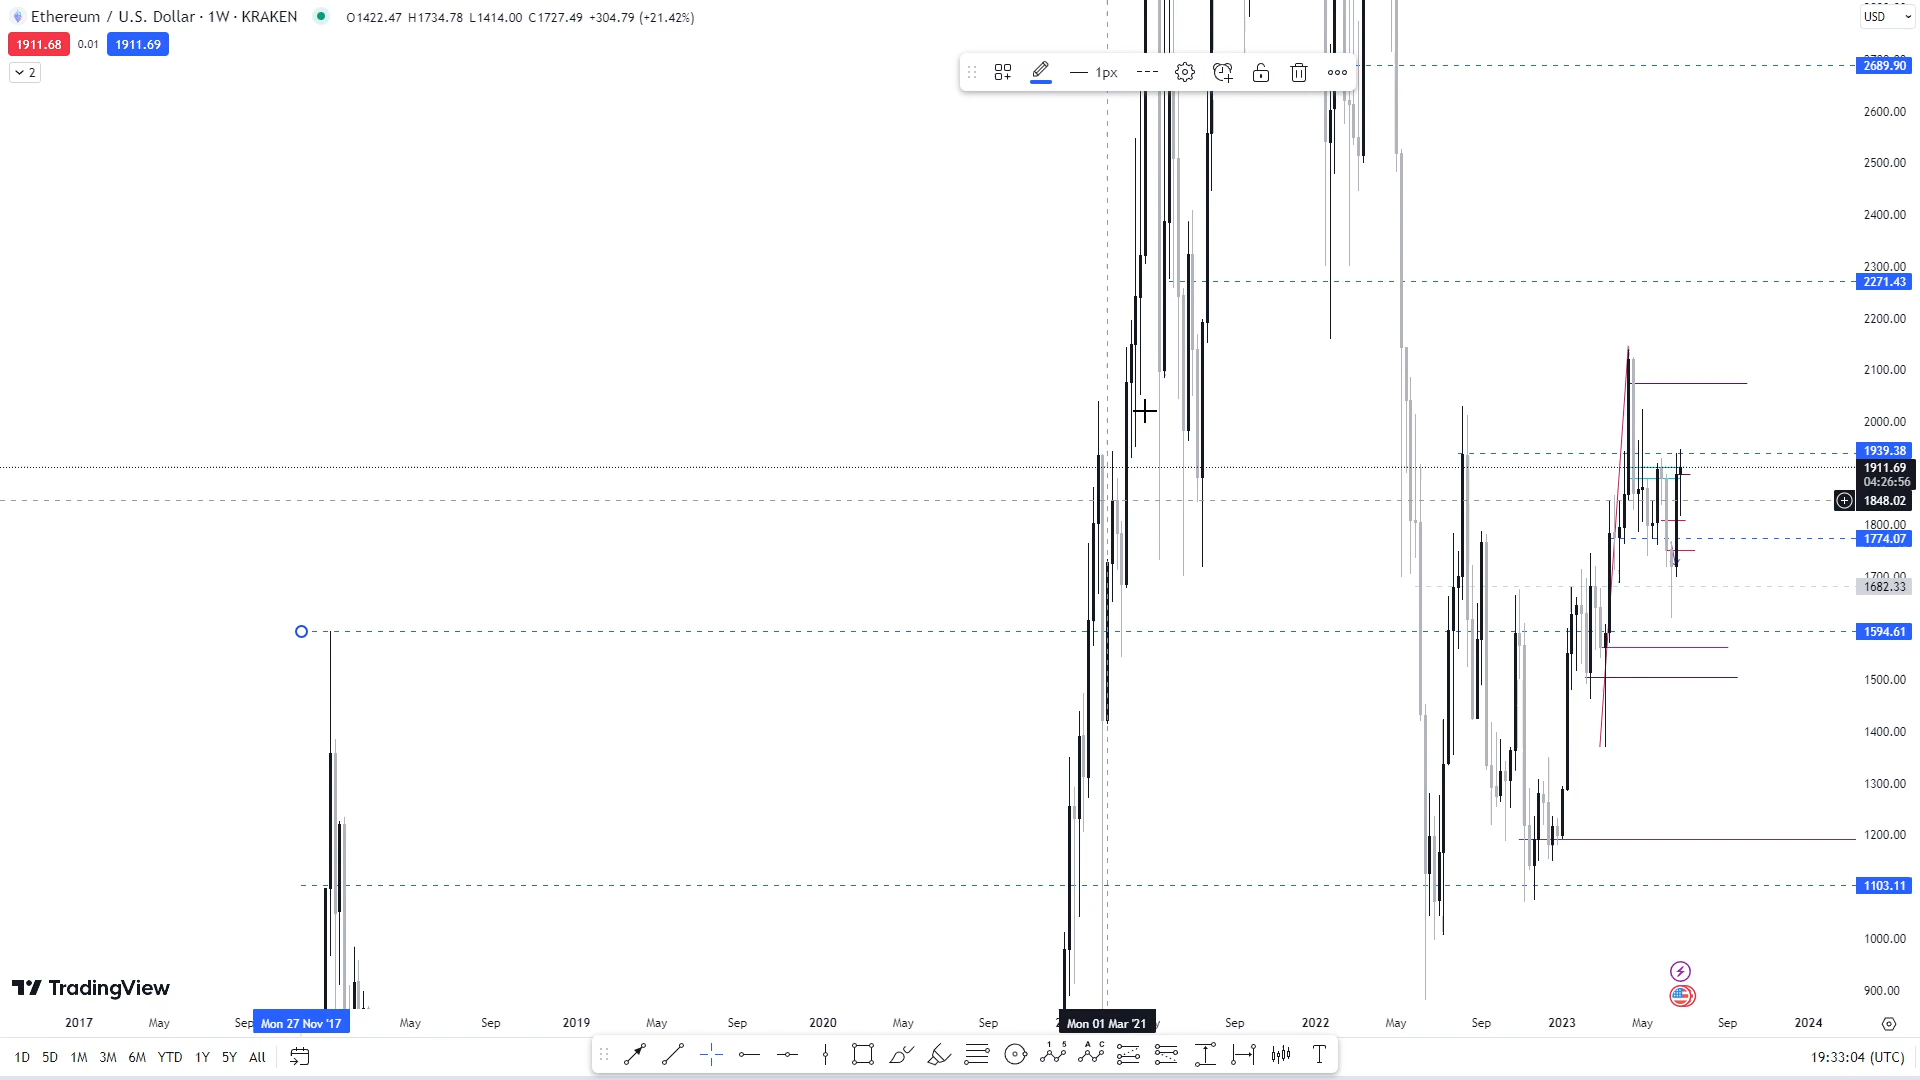 Ethereum / U.S. Dollar · 1W · KRAKEN O1422.47 H1734.78 L1414.00 C1727.49 +304.79 (+21.42%)
USD
1911.68 0.01 1911.69
2
1px
2689.90
2600.00
2500.00
2400.00
2300.00
2271.43
2200.00
2100.00
2000.00
1939.38
1911.69
04:26:56
1848.02
1800.00
1774.07
1700.00
1682.33
1594.61
1500.00
1400.00
1300.00
1200.00
1103.11
1000.00
900.00
TradingView
2017 May Sep Mon 27 Nov '17 May Sep 2019 May Sep 2020 May Sep Mon 01 Mar '21 Sep 2022 May Sep 2023 May Sep 2024
1D 5D 1M 3M 6M YTD 1Y 5Y All
1 5
A C
T
19:33:04 (UTC)